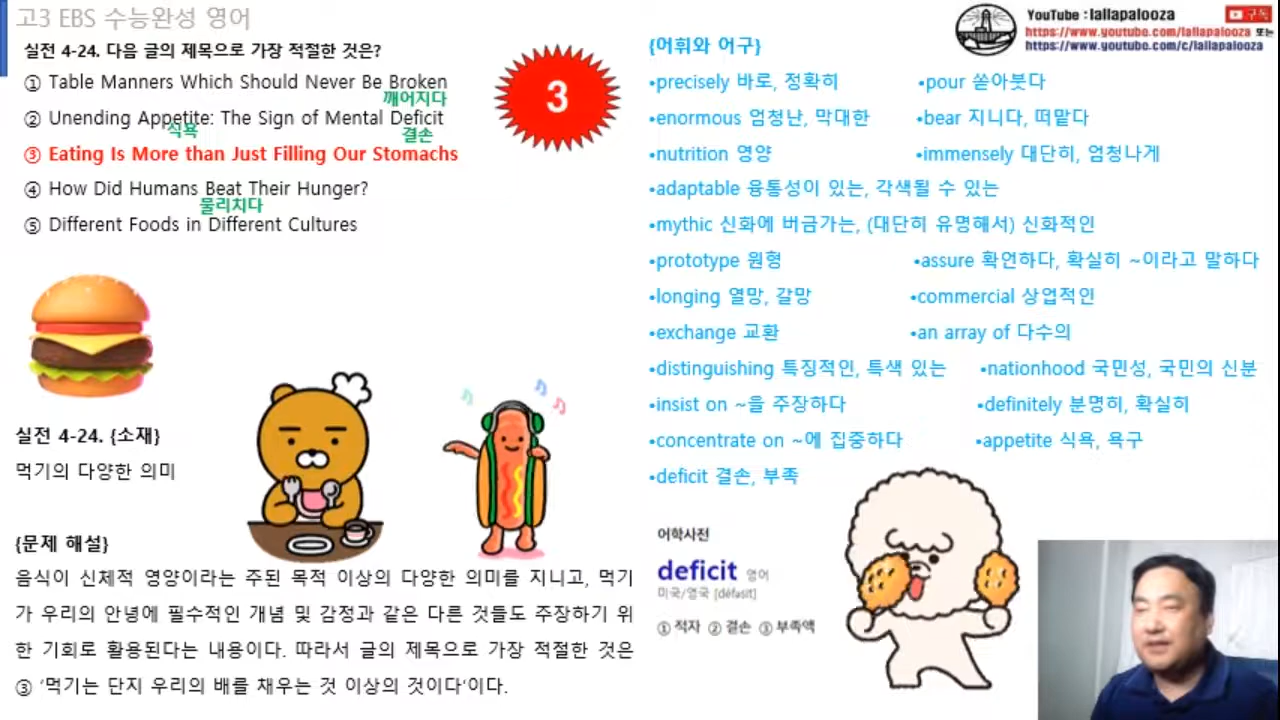 고3 EBS 수능완성 영어
실전 4-24. 다음 글의 제목으로 가장 적절한 것은?
① Table Manners Which Should Never Be Broken
깨어지다
② Unending Appetite: The Sign of Mental Deficit
식욕 결손
③ Eating Is More than Just Filling Our Stomachs
④ How Did Humans Beat Their Hunger?
물리치다
⑤ Different Foods in Different Cultures
3
실전 4-24. {소재}
먹기의 다양한 의미
{문제 해설}
음식이 신체적 영양이라는 주된 목적 이상의 다양한 의미를 지니고, 먹기
가 우리의 안녕에 필수적인 개념 및 감정과 같은 다른 것들도 주장하기 위
한 기회로 활용된다는 내용이다. 따라서 글의 제목으로 가장 적절한 것은
③ ‘먹기는 단지 우리의 배를 채우는 것 이상의 것이다’이다.
YouTube : lallapalooza
구독
https://www.youtube.com/lallapalooza 또는
https://www.youtube.com/c/lallapalooza
{어휘와 어구}
•precisely 바로, 정확히 •pour 쏟아붓다
•enormous 엄청난, 막대한 •bear 지니다, 떠맡다
•nutrition 영양 •immensely 대단히, 엄청나게
•adaptable 융통성이 있는, 각색될 수 있는
•mythic 신화에 버금가는, (대단히 유명해서) 신화적인
•prototype 원형 •assure 확언하다, 확실히 ~이라고 말하다
•longing 열망, 갈망 •commercial 상업적인
•exchange 교환 •an array of 다수의
•distinguishing 특징적인, 특색 있는 •nationhood 국민성, 국민의 신분
•insist on ~을 주장하다 •definitely 분명히, 확실히
•concentrate on ~에 집중하다 •appetite 식욕, 욕구
•deficit 결손, 부족
어학사전
deficit 영어
미국/영국 [défəsit]
① 적자 ② 결손 ③ 부족액